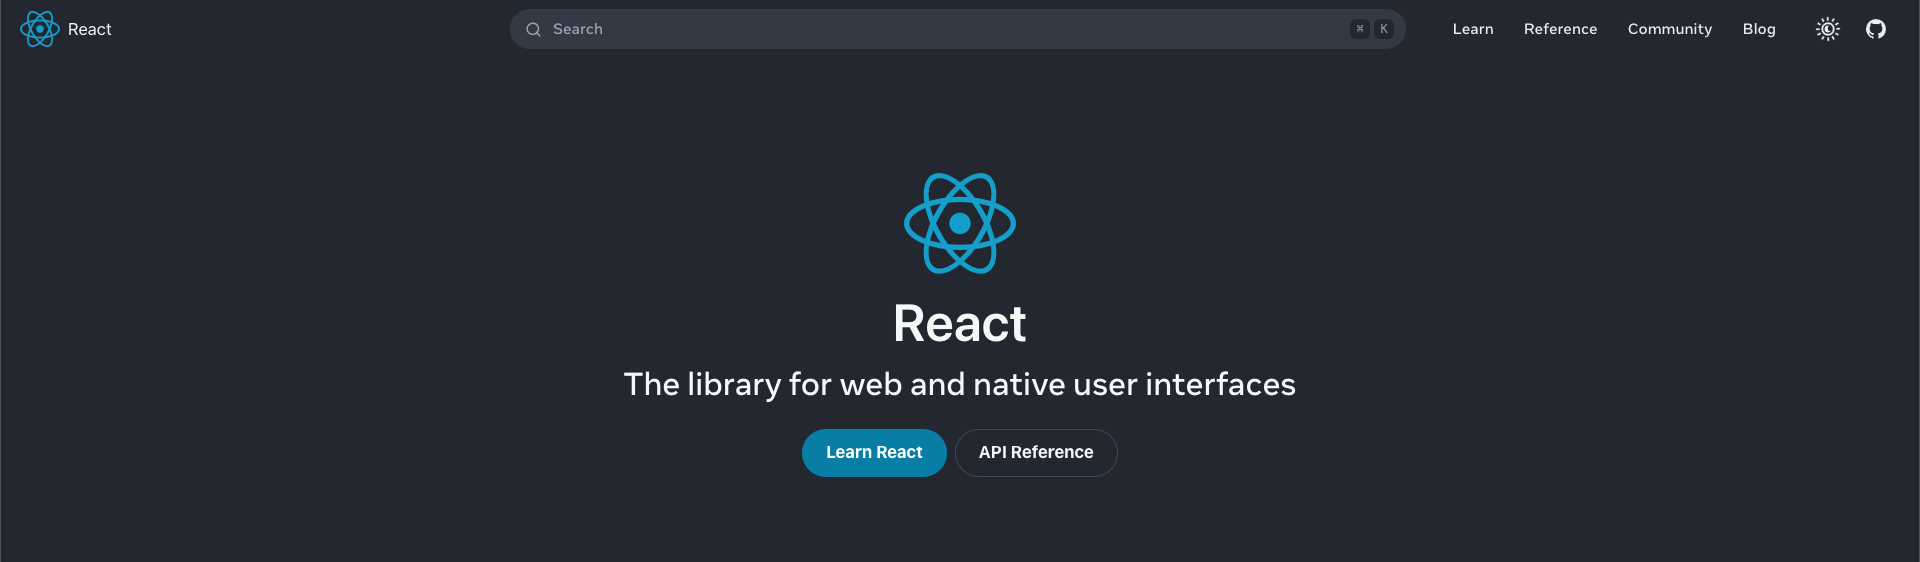 React
Search ⌘ K
Learn Reference Community Blog
React
The library for web and native user interfaces
Learn React API Reference